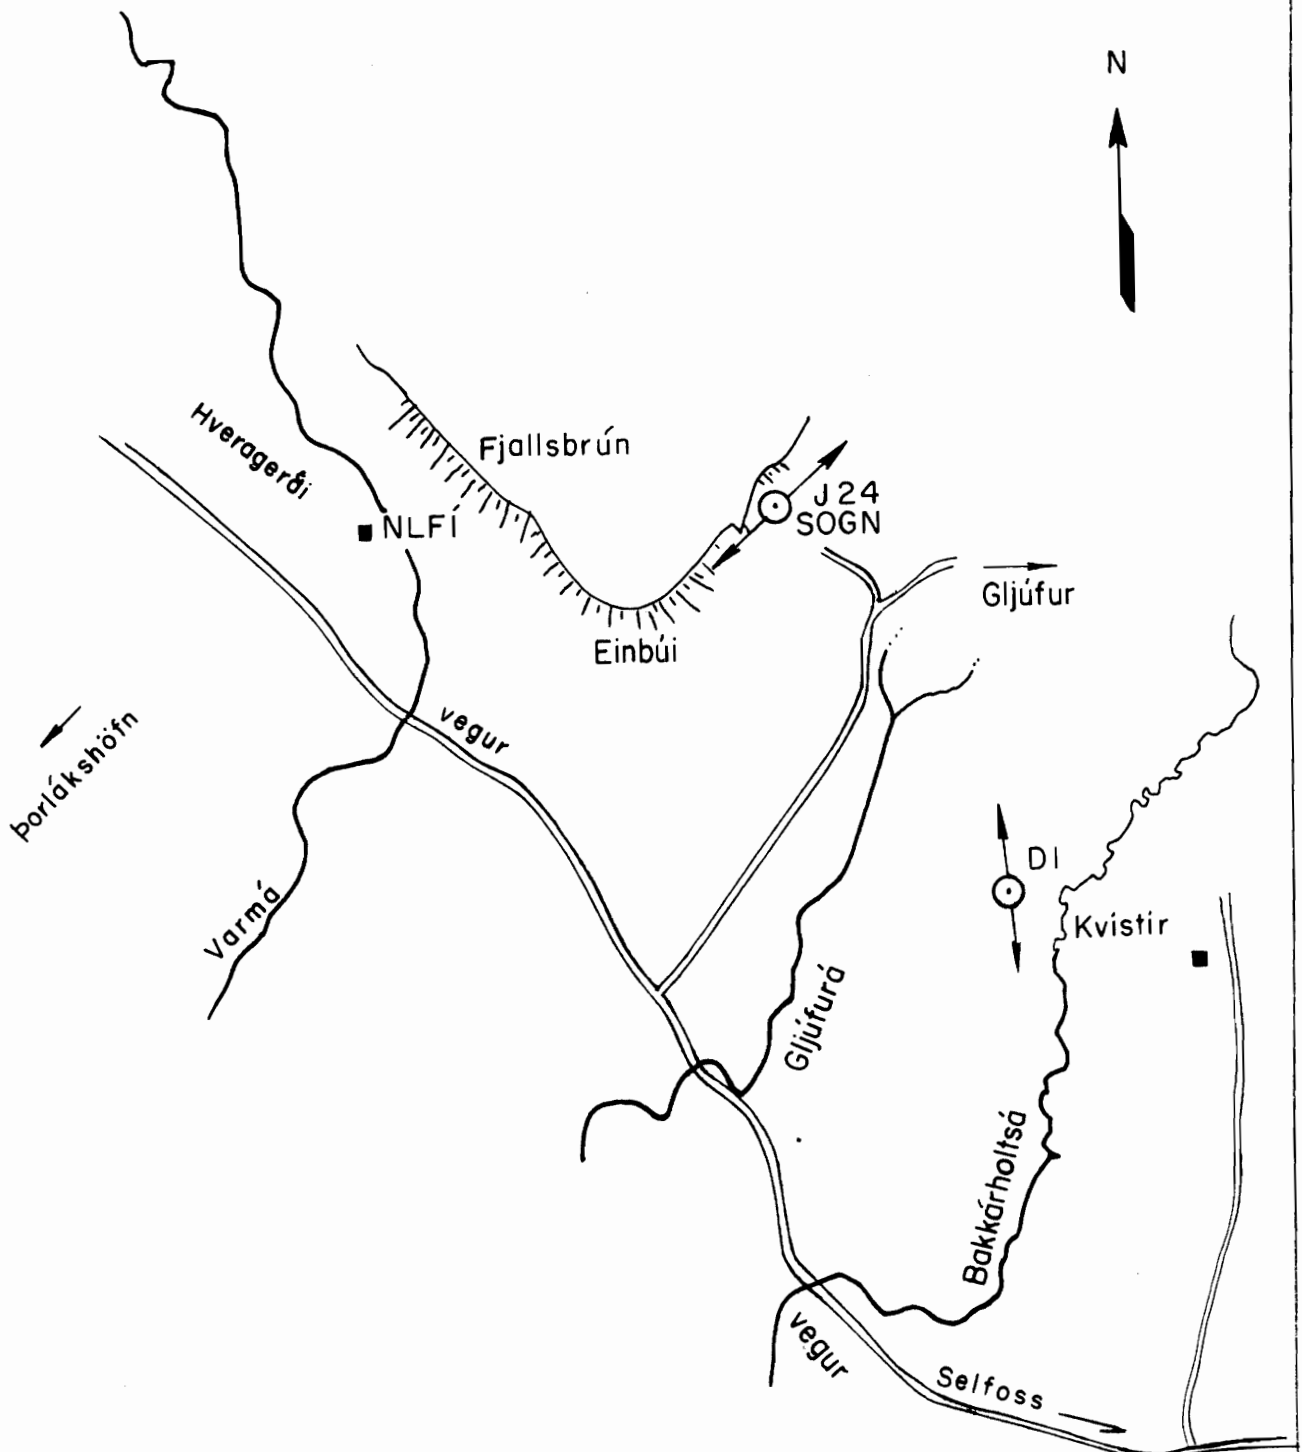 N
Hveragerði
Fjallsbrún
NLFÍ
J24
SOGN
Gljúfur
Einbúi
vegur
Þorlákshöfn
D1
Varmá
Kvistir
Gljúfurá
Bakkárholtsá
vegur
Selfoss